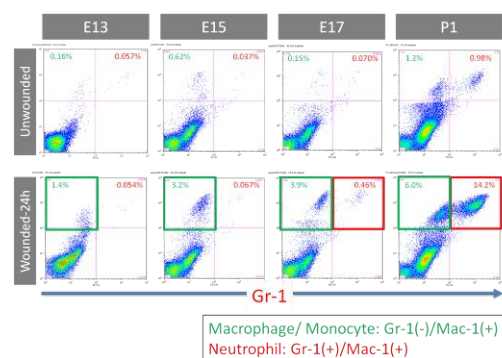 E13 E15 E17 P1
Unwounded
0.16% 0.057% 0.62% 0.037% 0.15% 0.070% 1.2% 0.98%
Wounded-24h
1.4% 0.054% 3.2% 0.067% 3.9% 0.46% 6.0% 14.2%
Gr-1
Macrophage/ Monocyte: Gr-1(-)/Mac-1(+)
Neutrophil: Gr-1(+)/Mac-1(+)